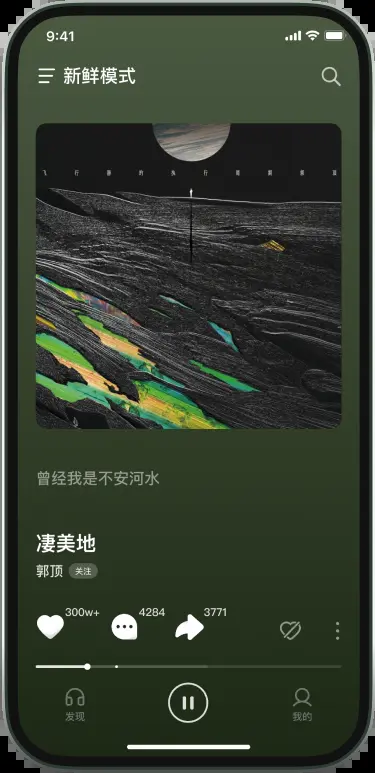 9:41
新鲜模式
飞 行 器 的 执 行 周 期 郭 顶
曾经我是不安河水
凄美地
郭顶 关注
300w+ 4284 3771
发现 我的